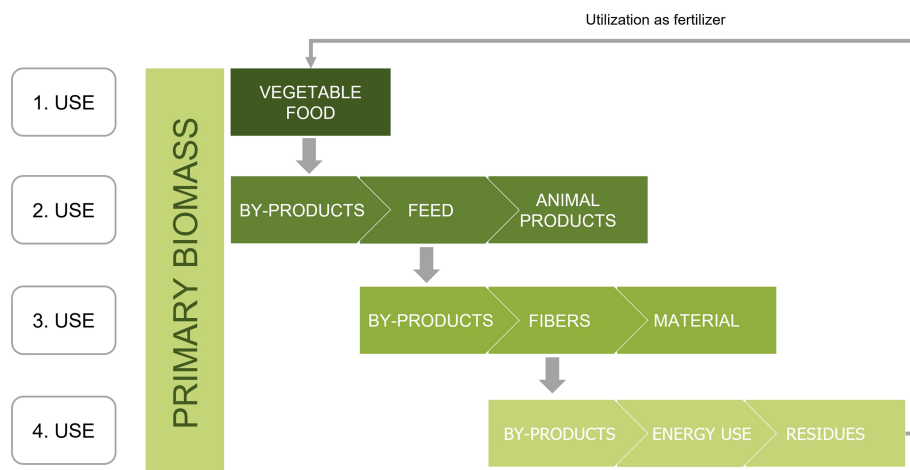 Utilization as fertilizer
1. USE
VEGETABLE
FOOD
2. USE
BY-PRODUCTS
FEED
ANIMAL
PRODUCTS
3. USE
BY-PRODUCTS
FIBERS
MATERIAL
4. USE
BY-PRODUCTS
ENERGY USE
RESIDUES
PRIMARY BIOMASS